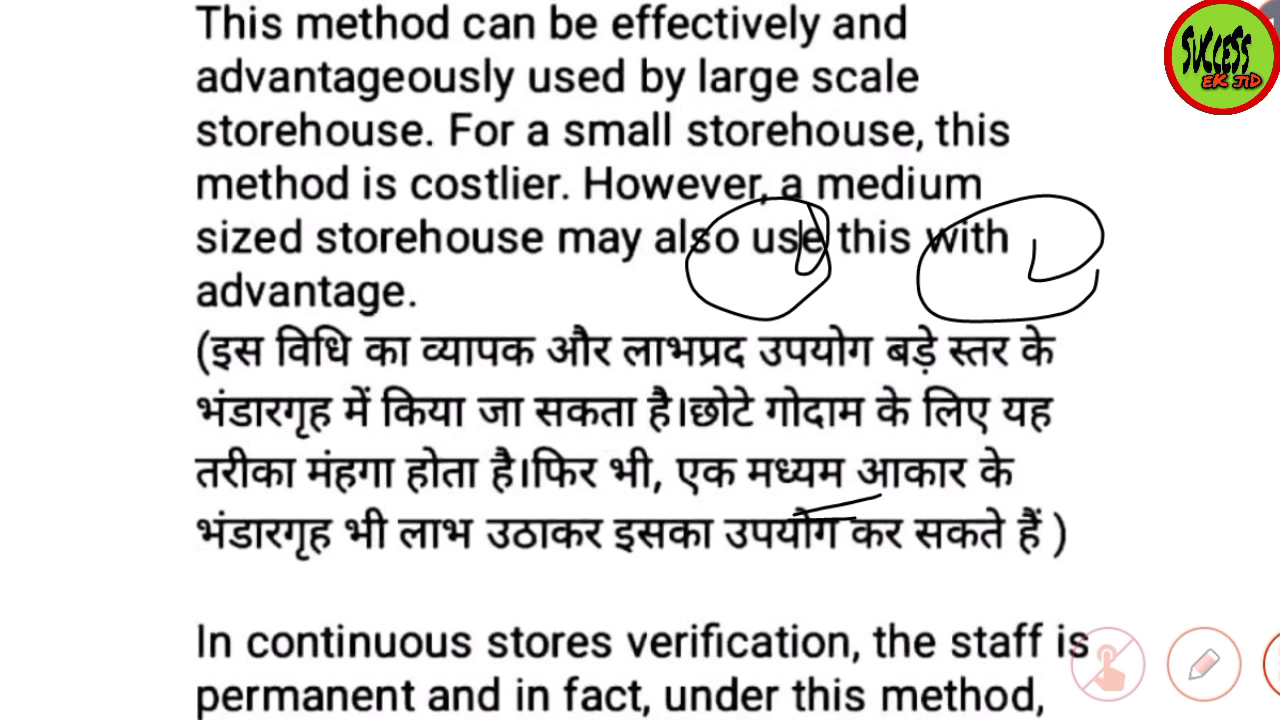 This method can be effectively and
advantageously used by large scale
storehouse. For a small storehouse, this
method is costlier. However, a medium
sized storehouse may also use this with
advantage.
(इस विधि का व्यापक और लाभप्रद उपयोग बड़े स्तर के
भंडारगृह में किया जा सकता है।छोटे गोदाम के लिए यह
तरीका मंहगा होता है।फिर भी, एक मध्यम आकार के
भंडारगृह भी लाभ उठाकर इसका उपयोग कर सकते हैं )
In continuous stores verification, the staff is
permanent and in fact, under this method,
SUCCESS
EK JID